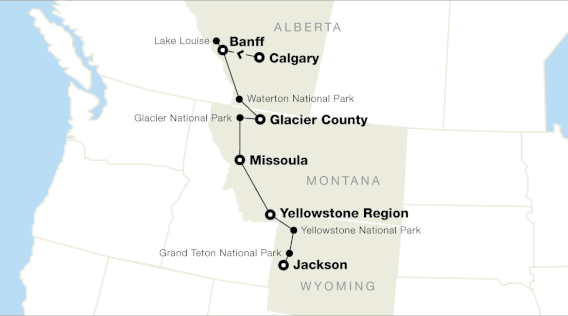 ALBERTA
Lake Louise
Banff
Calgary
Waterton National Park
Glacier National Park
Glacier County
Missoula
MONTANA
Yellowstone Region
Yellowstone National Park
Grand Teton National Park
Jackson
WYOMING